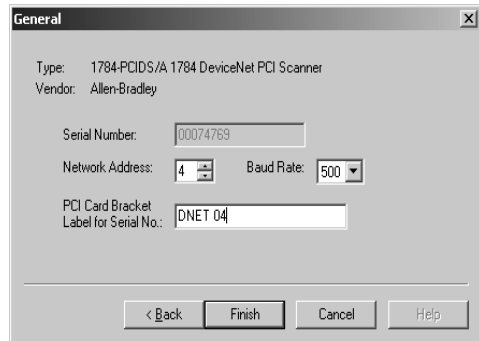 General
Type: 1784-PCIDS/A 1784 DeviceNet PCI Scanner
Vendor: Allen-Bradley
Serial Number: 00074769
Network Address: 4 Baud Rate: 500
PCI Card Bracket
Label for Serial No.: DNET 04
< Back Finish Cancel Help